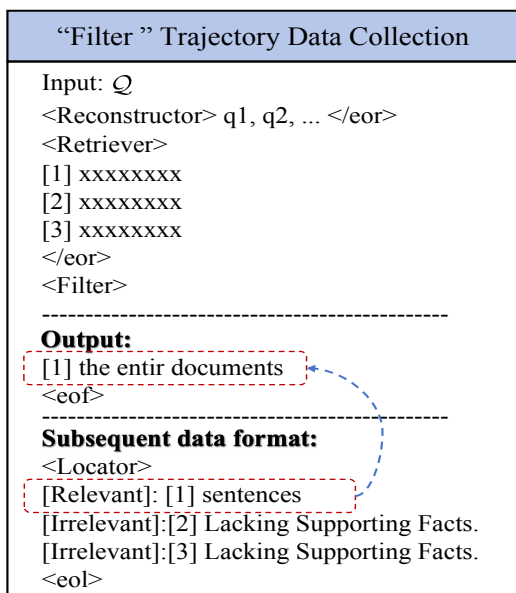 “Filter ” Trajectory Data Collection
Input: Q
<Reconstructor> q1, q2, ... </eor>
<Retriever>
[1] xxxxxxxx
[2] xxxxxxxx
[3] xxxxxxxx
</eor>
<Filter>
Output:
[1] the entir documents
<eof>
Subsequent data format:
<Locator>
[Relevant]: [1] sentences
[Irrelevant]:[2] Lacking Supporting Facts.
[Irrelevant]:[3] Lacking Supporting Facts.
<eol>